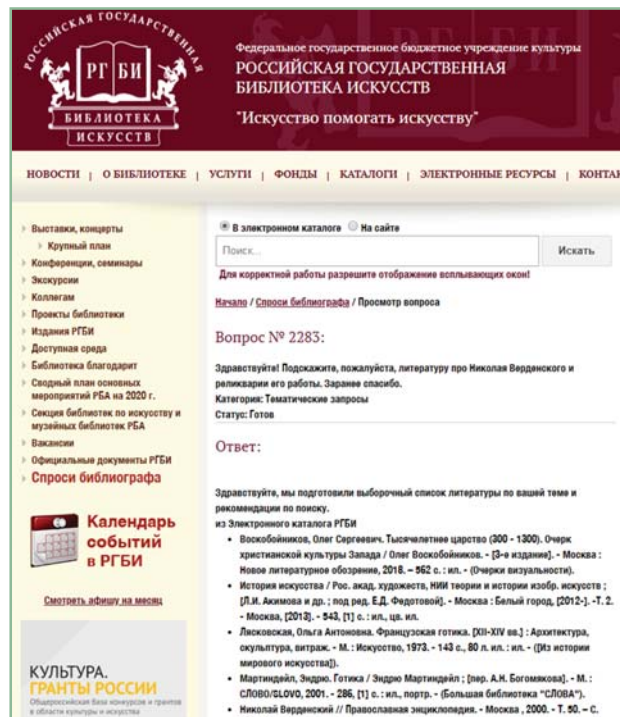 РОССИЙСКАЯ ГОСУДАРСТВЕННАЯ
РГ БИ
БИБЛИОТЕКА
ИСКУССТВ
Федеральное государственное бюджетное учреждение культуры
РОССИЙСКАЯ ГОСУДАРСТВЕННАЯ
БИБЛИОТЕКА ИСКУССТВ
"Искусство помогать искусству"
НОВОСТИ | О БИБЛИОТЕКЕ | УСЛУГИ | ФОНДЫ | КАТАЛОГИ | ЭЛЕКТРОННЫЕ РЕСУРСЫ | КОНТАК
Выставки, концерты
Крупный план
Конференции, семинары
Экскурсии
Коллегам
Проекты библиотеки
Издания РГБИ
Доступная среда
Библиотека благодарит
Сводный план основных
мероприятий РБА на 2020 г.
Секция библиотек по искусству и
музейных библиотек РБА
Вакансии
Официальные документы РГБИ
Спроси библиографа
Календарь
событий
в РГБИ
Смотреть афишу на месяц
КУЛЬТУРА.
ГРАНТЫ РОССИИ
Общероссийская база конкурсов и грантов
в области культуры и искусства
В электронном каталоге На сайте
Поиск... Искать
Для корректной работы разрешите отображение всплывающих окон!
Начало / Спроси библиографа / Просмотр вопроса
Вопрос № 2283:
Здравствуйте! Подскажите, пожалуйста, литературу про Николая Верденского и
реликварии его работы. Заранее спасибо.
Категория: Тематические запросы
Статус: Готов
Ответ:
Здравствуйте, мы подготовили выборочный список литературы по вашей теме и
рекомендации по поиску.
из Электронного каталога РГБИ
• Воскобойников, Олег Сергеевич. Тысячелетнее царство (300 - 1300). Очерк
христианской культуры Запада / Олег Воскобойников. - [3-е издание]. - Москва :
Новое литературное обозрение, 2018. – 562 с. : ил. - (Очерки визуальности).
• История искусства / Рос. акад. художеств, НИИ теории и истории изобр. искусств ;
[Л.И. Акимова и др. ; под ред. Е.Д. Федотовой]. - Москва : Белый город, [2012-]. -Т. 2.
- Москва, [2013]. - 543, [1] с. : ил., цв. ил.
• Лясковская, Ольга Антоновна. Французская готика. [XII-XIV вв.] : Архитектура,
скульптура, витраж. - М. : Искусство, 1973. - 143 с., 80 л. ил. : ил. - ([Из истории
мирового искусства]).
• Мартиндейл, Эндрю. Готика / Эндрю Мартиндейл ; [пер. А.Н. Богомякова]. - М. :
СЛОВО/SLOVO, 2001. - 286, [1] с. : ил., портр. - (Большая библиотека "СЛОВА").
• Николай Верденский // Православная энциклопедия. - Москва , 2000. - Т. 50. – С.